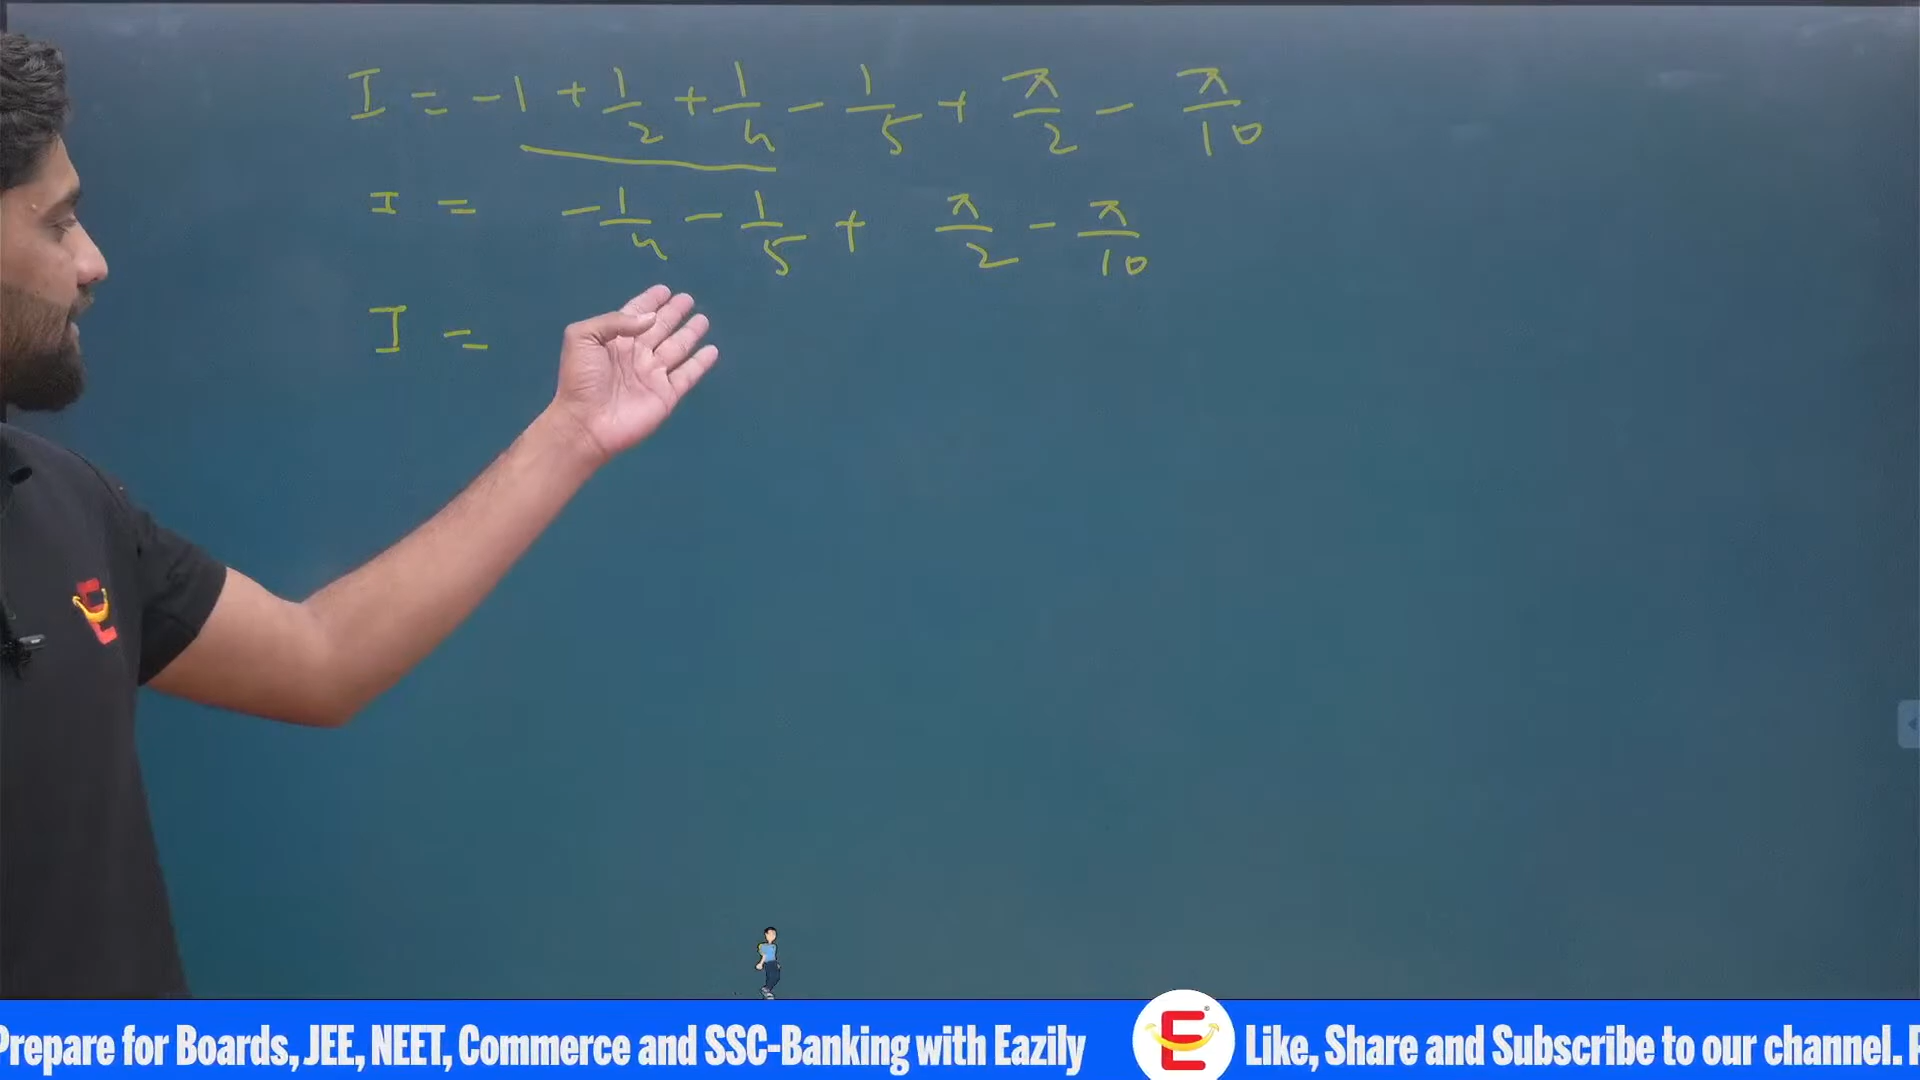 I = -1 + 1/2 + 1/4 - 1/5 + π/2 - π/10
I = -1/4 - 1/5 + π/2 - π/10
I =
Prepare for Boards, JEE, NEET, Commerce and SSC-Banking with Eazily E Like, Share and Subscribe to our channel. P